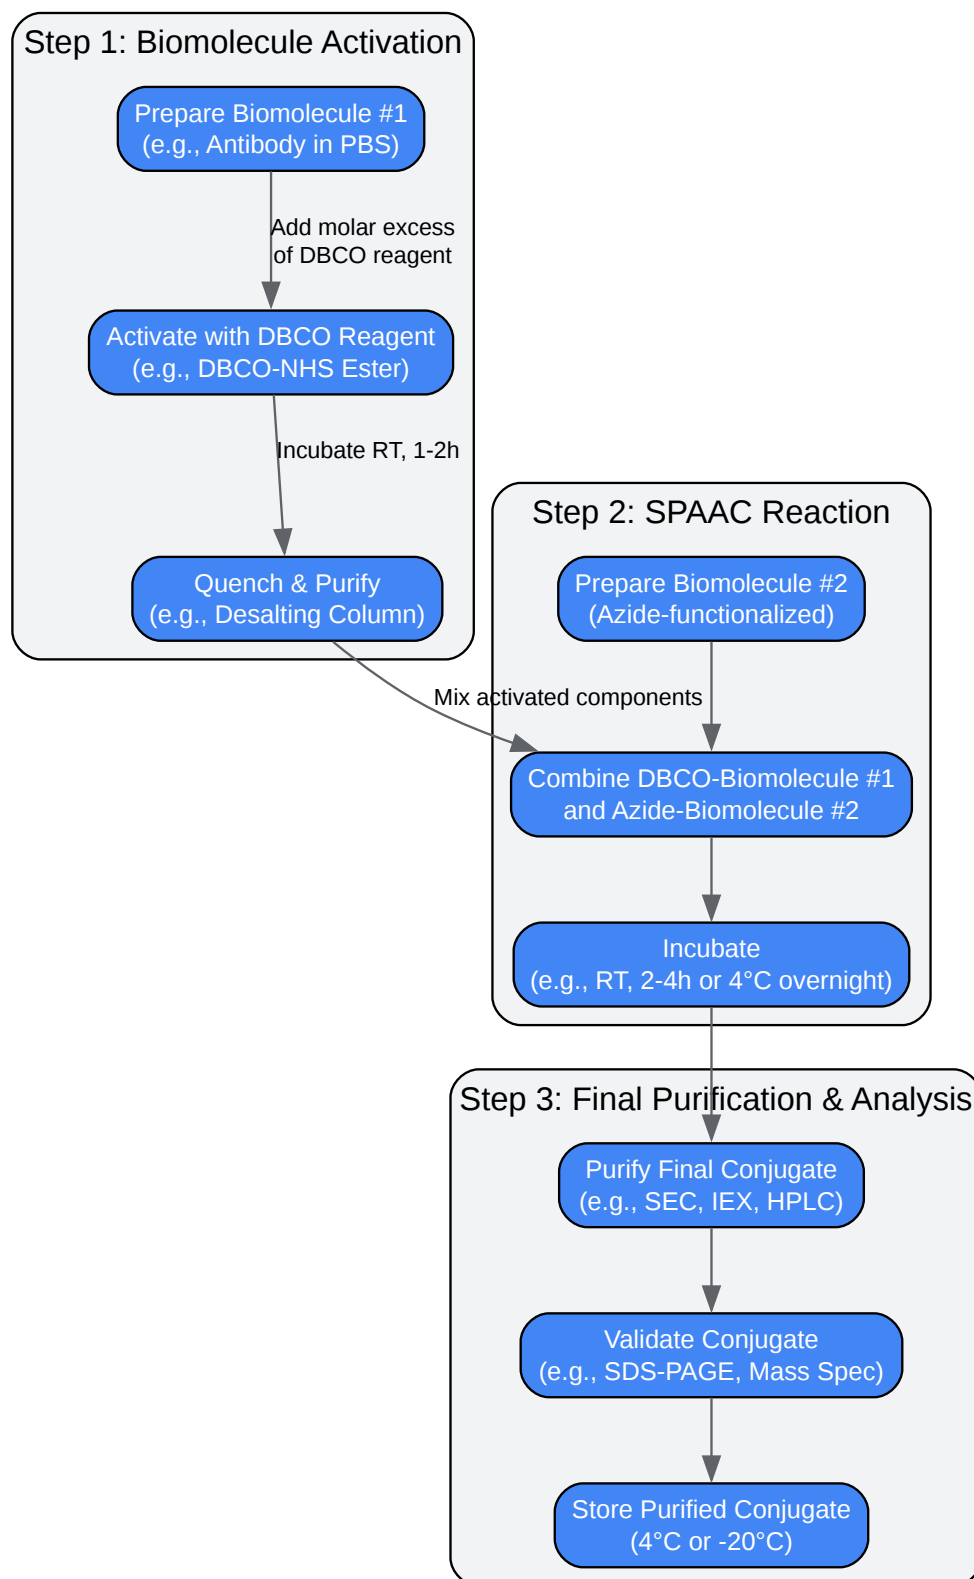 Step 1: Biomolecule Activation
Prepare Biomolecule #1
(e.g., Antibody in PBS)
Add molar excess
of DBCO reagent
Activate with DBCO Reagent
(e.g., DBCO-NHS Ester)
Incubate RT, 1-2h
Quench & Purify
(e.g., Desalting Column)
Step 2: SPAAC Reaction
Prepare Biomolecule #2
(Azide-functionalized)
Mix activated components
Combine DBCO-Biomolecule #1
and Azide-Biomolecule #2
Incubate
(e.g., RT, 2-4h or 4°C overnight)
Step 3: Final Purification & Analysis
Purify Final Conjugate
(e.g., SEC, IEX, HPLC)
Validate Conjugate
(e.g., SDS-PAGE, Mass Spec)
Store Purified Conjugate
(4°C or -20°C)